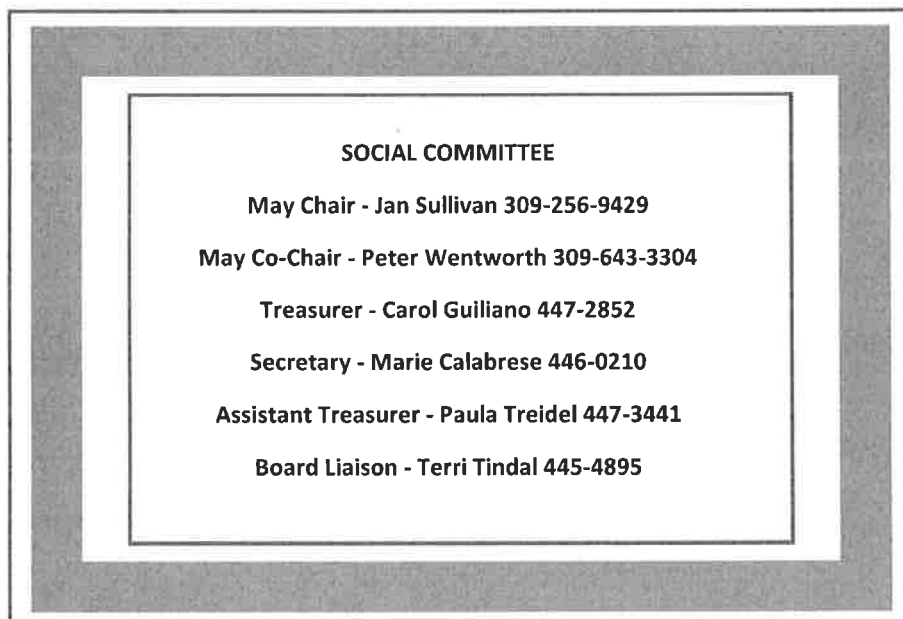 SOCIAL COMMITTEE
May Chair - Jan Sullivan 309-256-9429
May Co-Chair - Peter Wentworth 309-643-3304
Treasurer - Carol Guiliano 447-2852
Secretary - Marie Calabrese 446-0210
Assistant Treasurer - Paula Treidel 447-3441
Board Liaison - Terri Tindal 445-4895